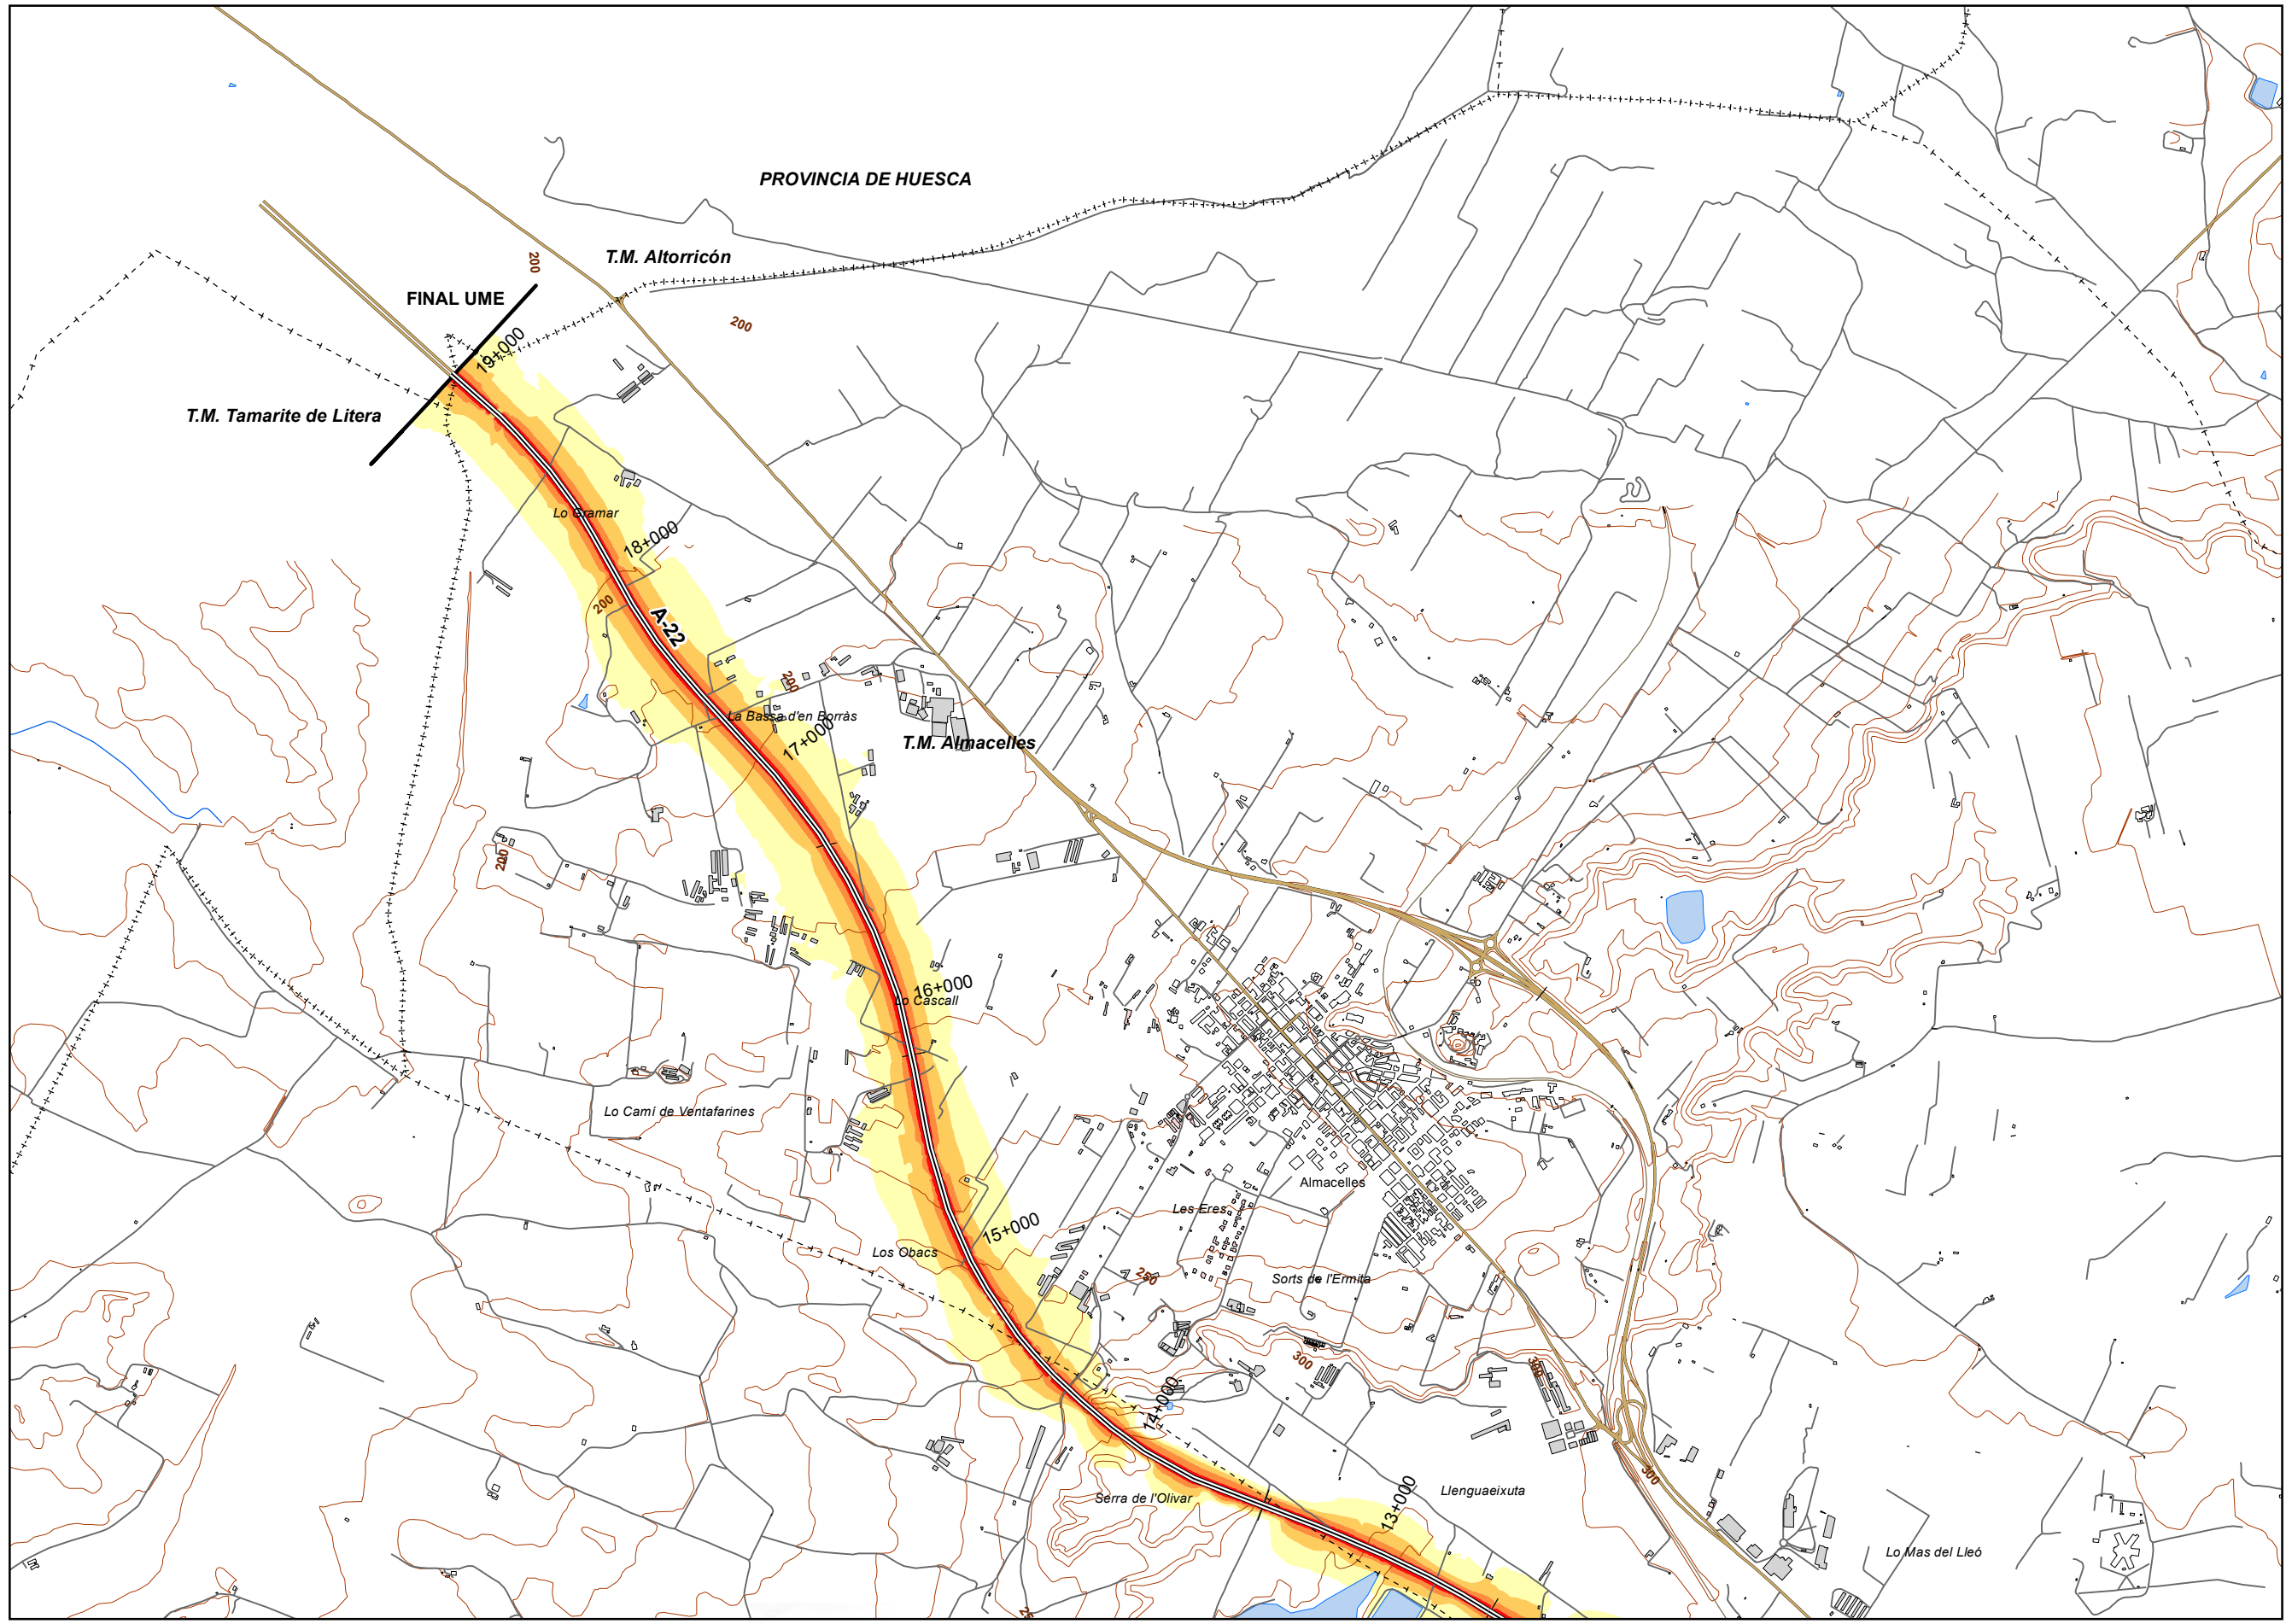 PROVINCIA DE HUESCA
T.M. Altorricón
200
FINAL UME
200
19+000
T.M. Tamarite de Litera
Lo Gramar
18+000
200
A-22
200
La Bassa d'en Borràs
17+000
T.M. Almacelles
200
16+000
Lo Cascall
Lo Camí de Ventafarines
Almacelles
Les Eres
15+000
Los Obacs
250
Sorts de l'Ermita
300
300
14+000
300
Llenguaeixuta
Serra de l'Olivar
13+000
Lo Mas del Lleó